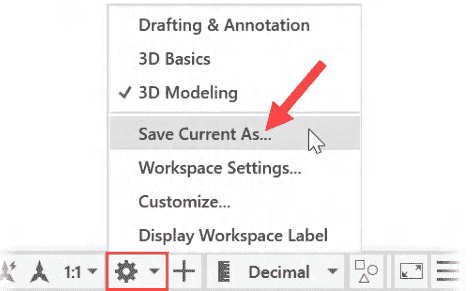 Drafting & Annotation
3D Basics
✓ 3D Modeling
Save Current As...
Workspace Settings...
Customize...
Display Workspace Label
1:1 Decimal